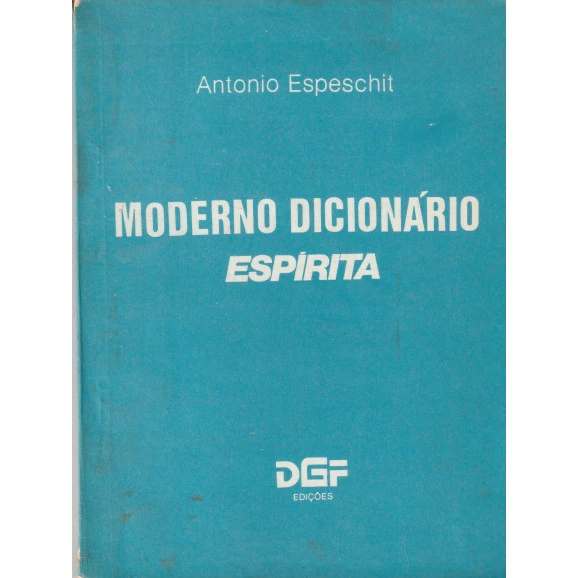 Antonio Espeschit
MODERNO DICIONÁRIO
ESPÍRITA
DGF
EDIÇÕES